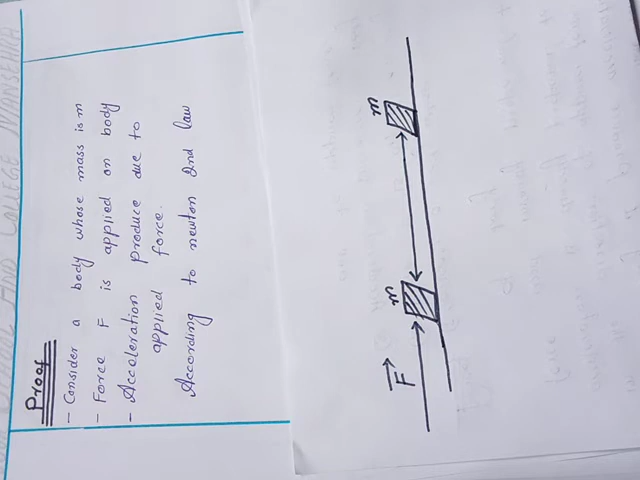 Proof
- Consider a body whose mass is m
- Force F is applied on body
- Acceleration produce due to
applied force.
According to newton 2nd law
F
m
m